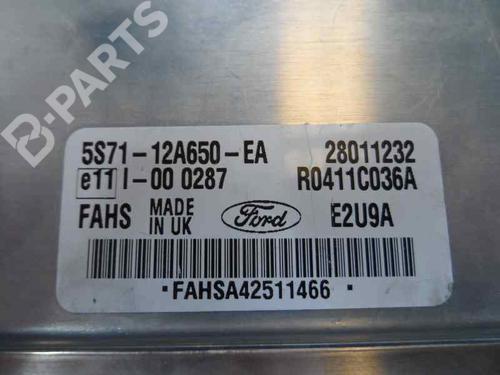 B-PARTS
5S71-12A650-EA 28011232
e11 I-00 0287 R0411C036A
FAHS MADE IN UK Ford E2U9A
·FAHSA42511466·